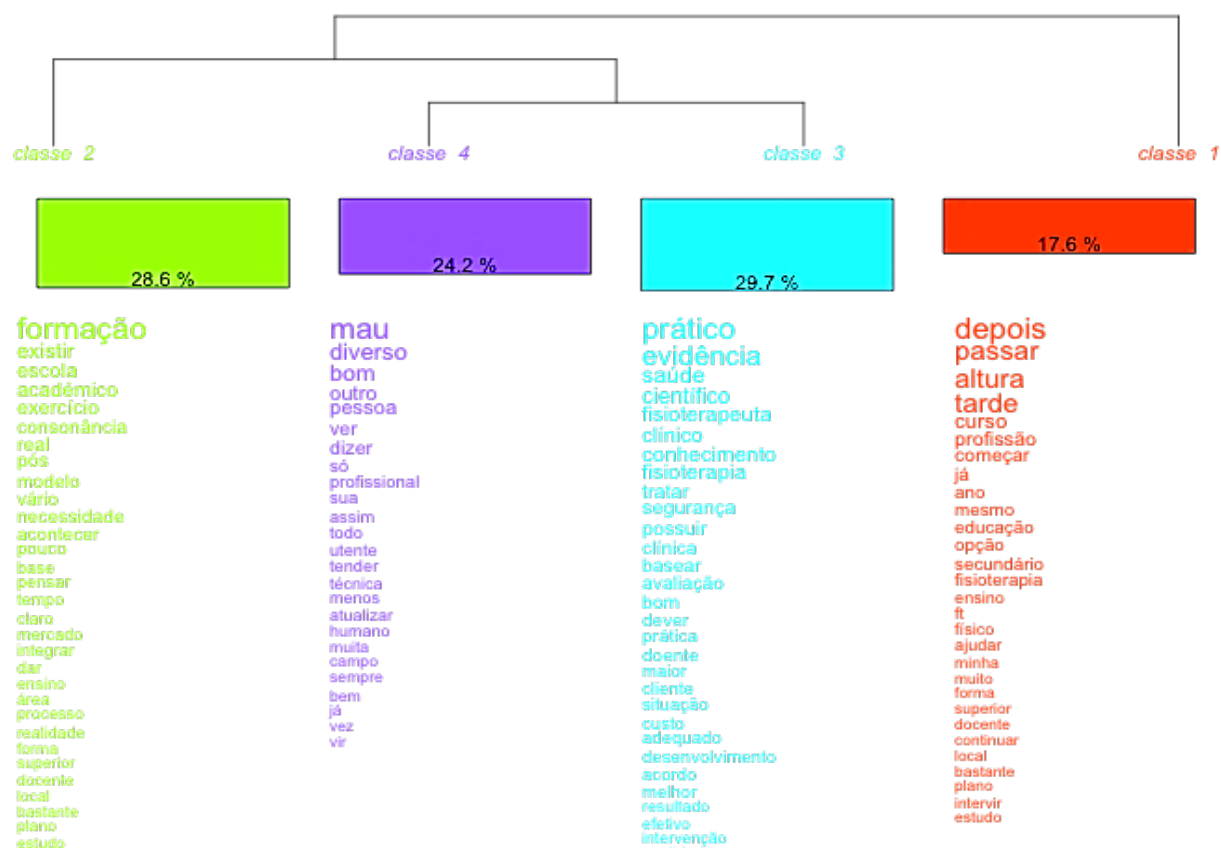 classe 2
classe 4
classe 3
classe 1
28.6 %
24.2 %
29.7 %
17.6 %
formação
existir
escola
académico
exercício
consonância
real
pós
modelo
vário
necessidade
acontecer
pouco
base
pensar
tempo
claro
mercado
integrar
dar
ensino
área
processo
realidade
forma
superior
docente
local
bastante
plano
estudo
mau
diverso
bom
outro
pessoa
ver
dizer
só
profissional
sua
assim
todo
utente
tender
técnica
menos
atualizar
humano
muita
campo
sempre
bem
já
vez
vir
prático
evidência
saúde
científico
fisioterapeuta
clínico
conhecimento
fisioterapia
tratar
segurança
possuir
clínica
basear
avaliação
bom
dever
prática
doente
maior
cliente
situação
custo
adequado
desenvolvimento
acordo
melhor
resultado
efetivo
intervenção
depois
passar
altura
tarde
curso
profissão
começar
já
ano
mesmo
educação
opção
secundário
fisioterapia
ensino
ft
físico
ajudar
minha
muito
forma
superior
docente
continuar
local
bastante
plano
intervir
estudo